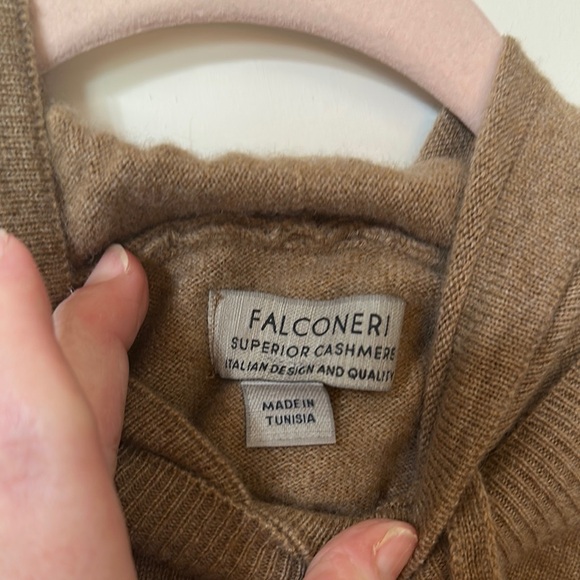 FALCONERI
SUPERIOR CASHMERE
ITALIAN DESIGN AND QUALITY
MADE IN
TUNISIA